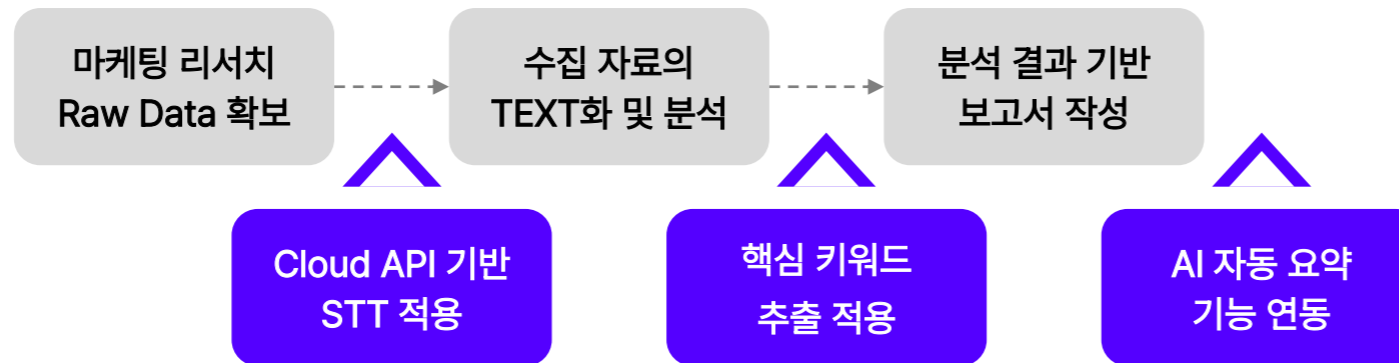 마케팅 리서치
Raw Data 확보
수집 자료의
TEXT화 및 분석
분석 결과 기반
보고서 작성
Cloud API 기반
STT 적용
핵심 키워드
추출 적용
AI 자동 요약
기능 연동